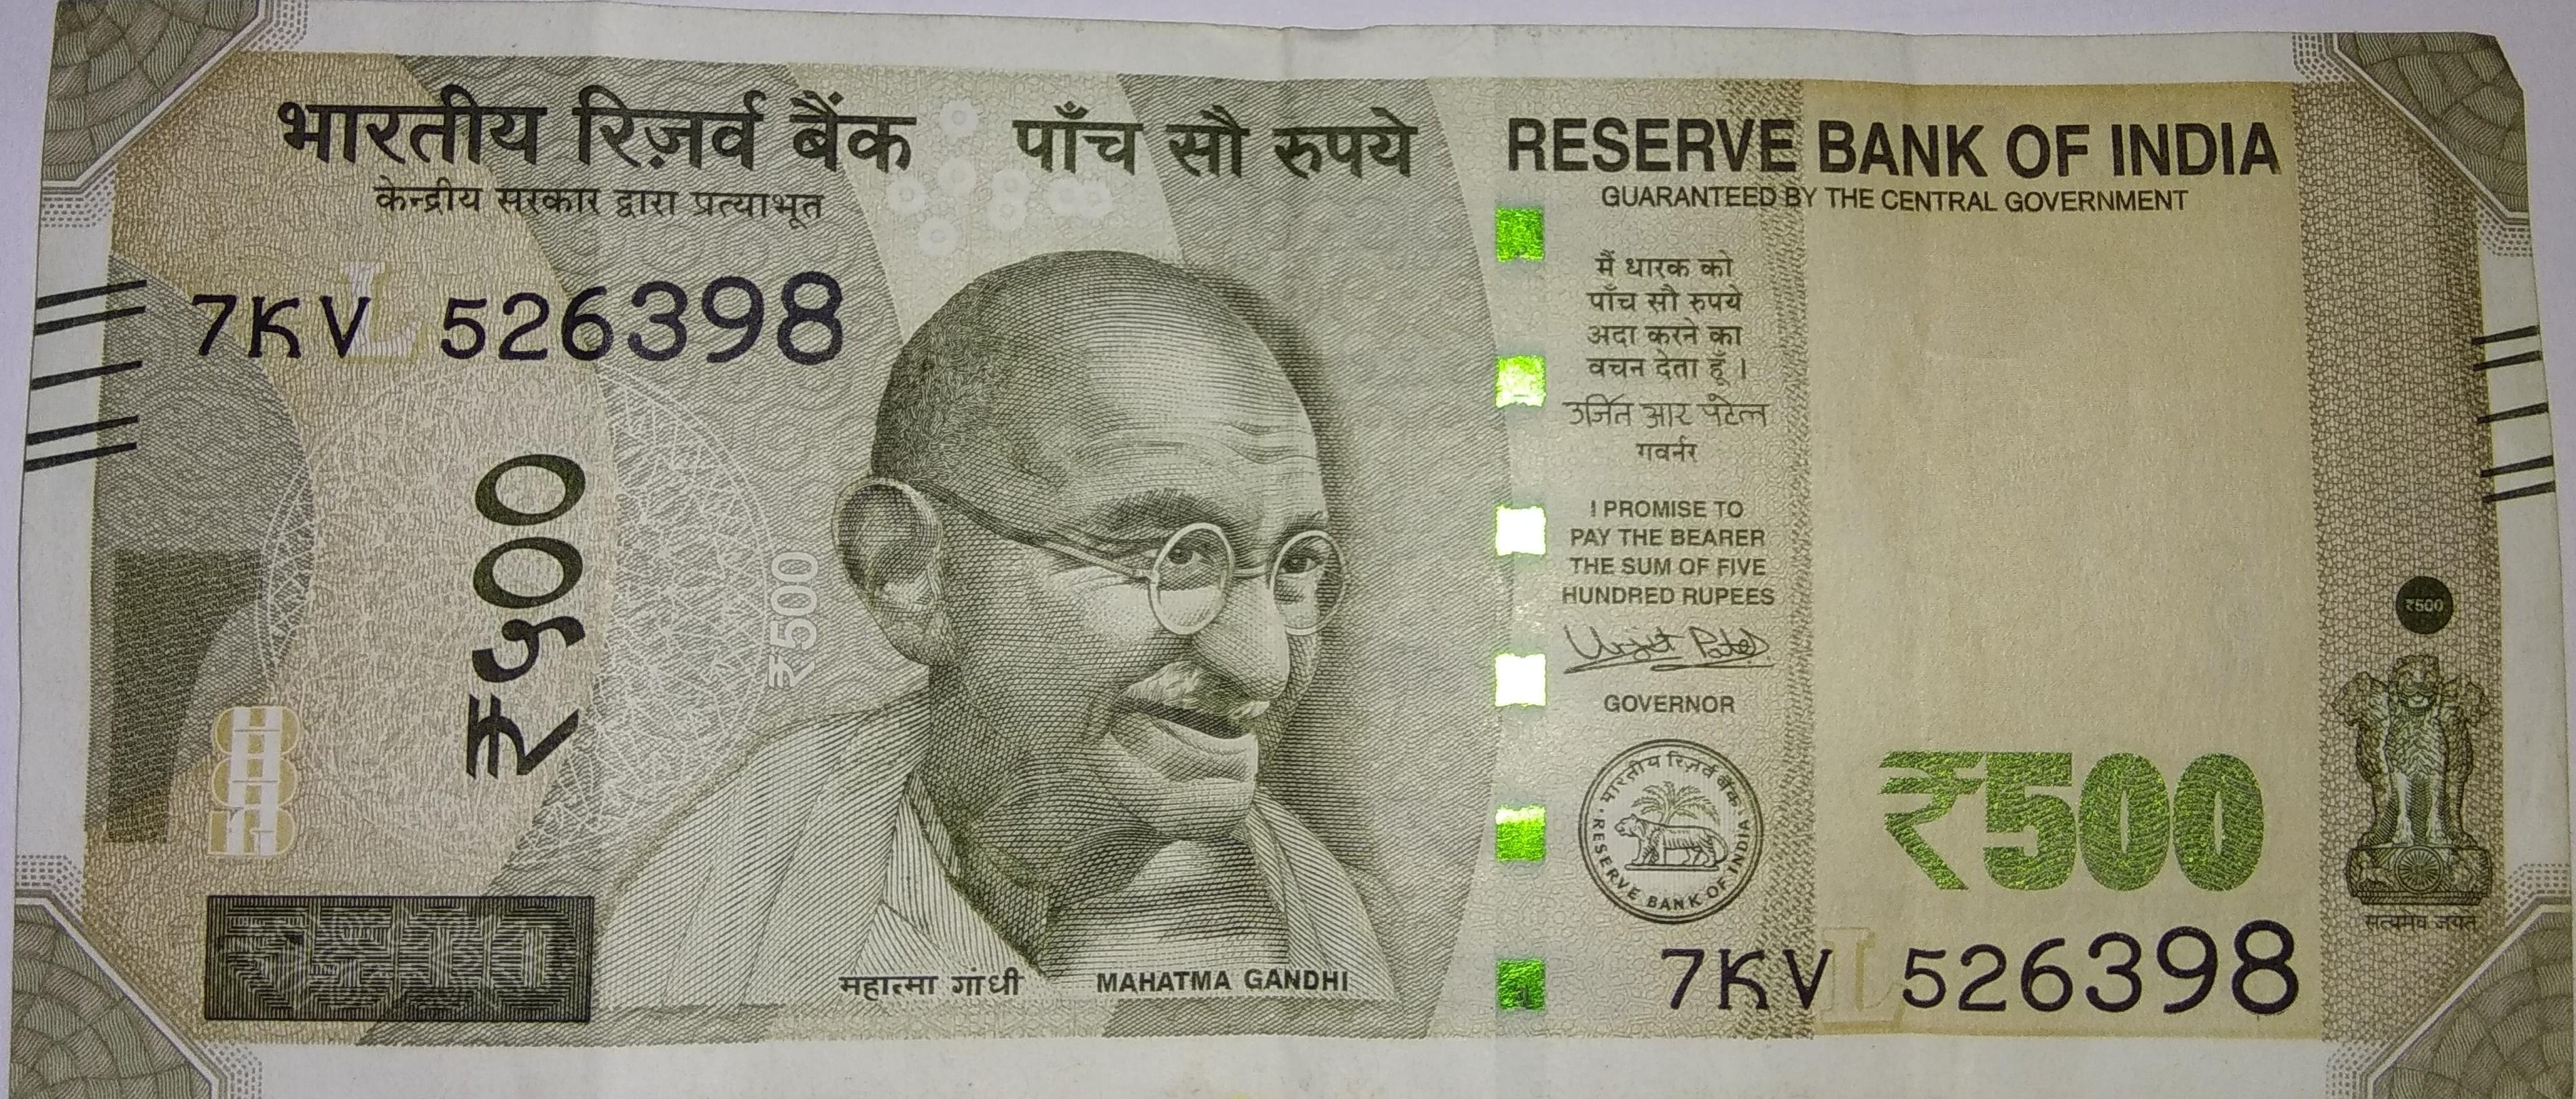 भारतीय रिज़र्व बैंक
केन्द्रीय सरकार द्वारा प्रत्याभूत
पाँच सौ रुपये
RESERVE BANK OF INDIA
GUARANTEED BY THE CENTRAL GOVERNMENT
7KV L 526398
₹५००
₹500
मैं धारक को
पाँच सौ रुपये
अदा करने का
वचन देता हूँ ।
उर्जित आर पटेल
गवर्नर
I PROMISE TO
PAY THE BEARER
THE SUM OF FIVE
HUNDRED RUPEES
Urjit Patel
GOVERNOR
भारतीय रिज़र्व बैंक
RESERVE BANK OF INDIA
₹500
₹500
सत्यमेव जयते
महात्मा गांधी
MAHATMA GANDHI
7KV L 526398